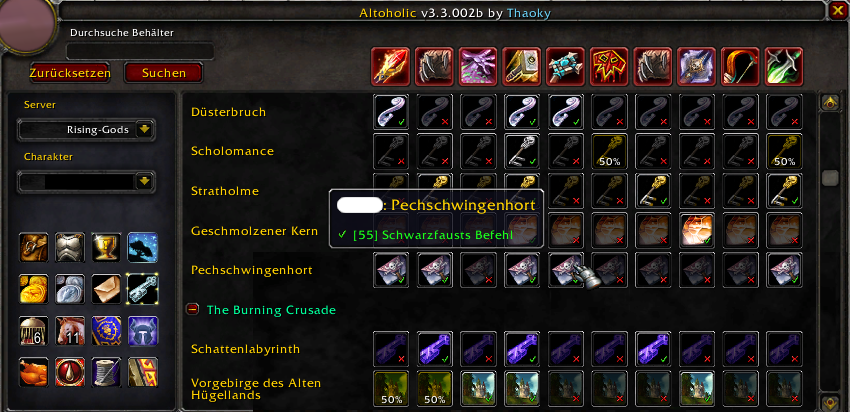 Altoholic v3.3.002b by Thaoky
Durchsuche Behälter
Zurücksetzen
Suchen
Server
Rising-Gods
Charakter
6
11
Düsterbruch
Scholomance
50%
50%
Stratholme
: Pechschwingenhort
[55] Schwarzfausts Befehl
Geschmolzener Kern
Pechschwingenhort
The Burning Crusade
Schattenlabyrinth
Vorgebirge des Alten
Hügellands
50%
50%